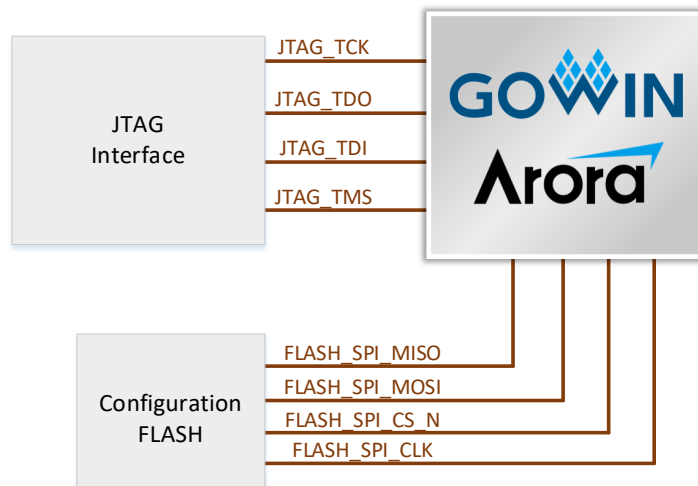 JTAG
Interface
JTAG_TCK
JTAG_TDO
JTAG_TDI
JTAG_TMS
GOWIN
Arora
Configuration
FLASH
FLASH_SPI_MISO
FLASH_SPI_MOSI
FLASH_SPI_CS_N
FLASH_SPI_CLK